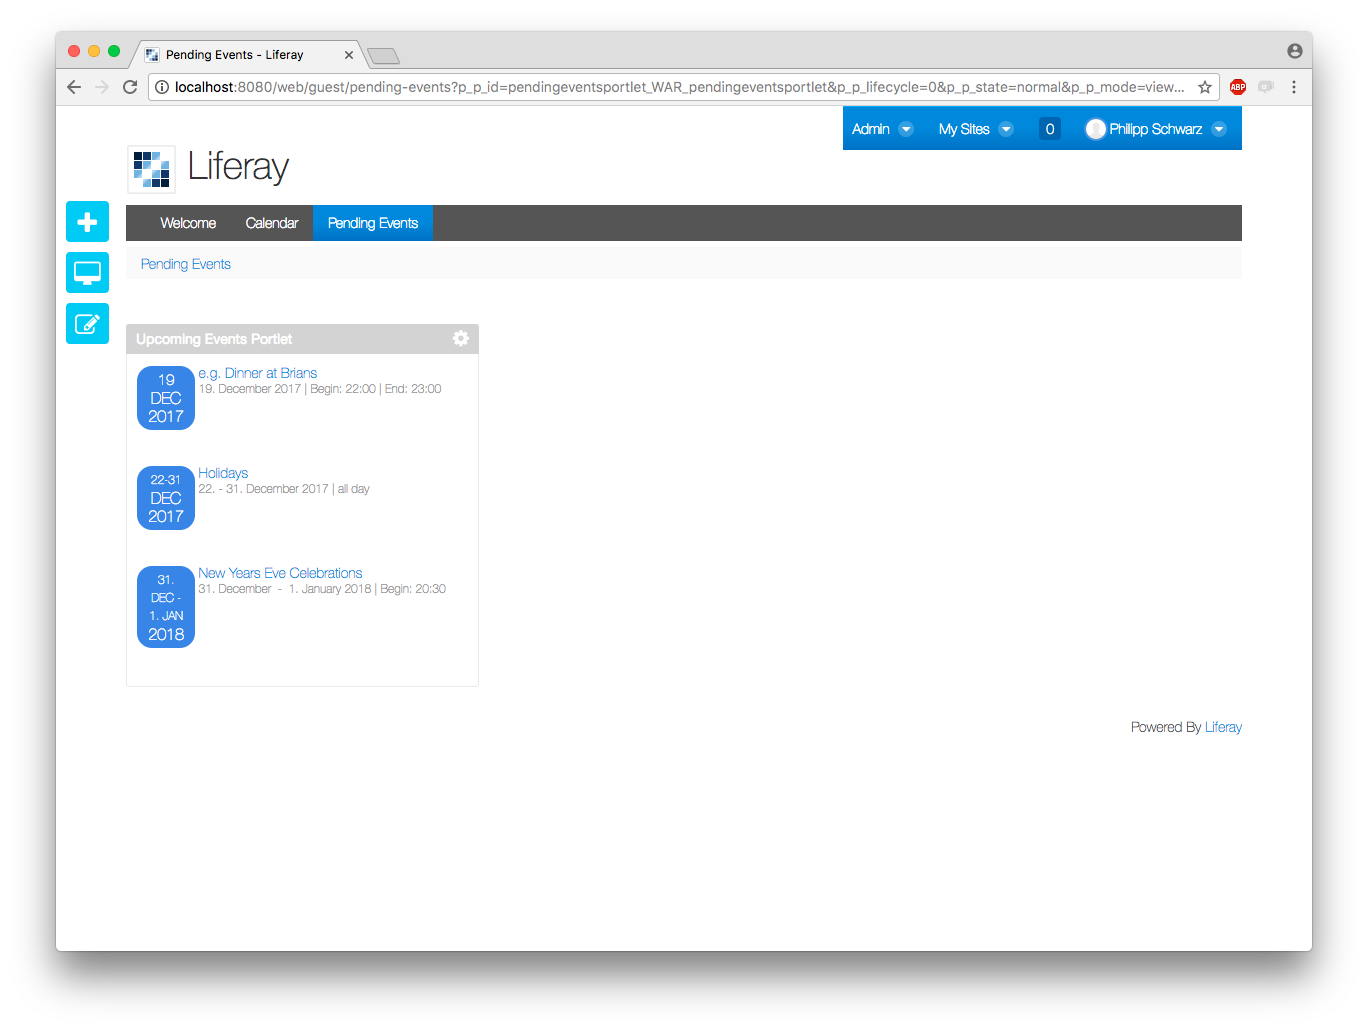 Pending Events - Liferay
localhost:8080/web/guest/pending-events?p_p_id=pendingeventsportlet_WAR_pendingeventsportlet&p_p_lifecycle=0&p_p_state=normal&p_p_mode=view...
ABP
Admin My Sites 0 Philipp Schwarz
Liferay
Welcome Calendar Pending Events
Pending Events
Upcoming Events Portlet
19
DEC
2017
e.g. Dinner at Brians
19. December 2017 | Begin: 22:00 | End: 23:00
22-31
DEC
2017
Holidays
22. - 31. December 2017 | all day
31.
DEC -
1. JAN
2018
New Years Eve Celebrations
31. December - 1. January 2018 | Begin: 20:30
Powered By Liferay